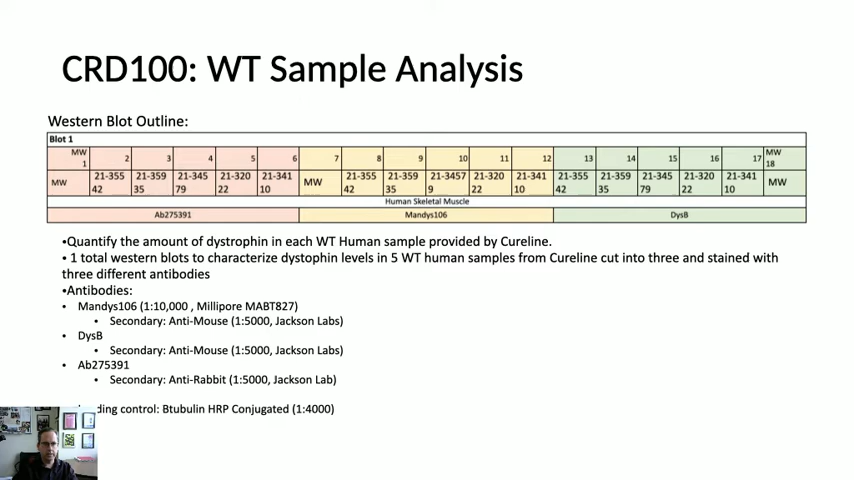 CRD100: WT Sample Analysis
Western Blot Outline:
Blot 1
MW 1 2 3 4 5 6 7 8 9 10 11 12 13 14 15 16 17 MW 18
MW 21-355 42 21-359 35 21-345 79 21-320 22 21-341 10 MW 21-355 42 21-359 35 21-3457 9 21-320 22 21-341 10 21-355 42 21-359 35 21-345 79 21-320 22 21-341 10 MW
Human Skeletal Muscle
Ab275391 Mandys106 DysB
•Quantify the amount of dystrophin in each WT Human sample provided by Cureline.
• 1 total western blots to characterize dystophin levels in 5 WT human samples from Cureline cut into three and stained with
three different antibodies
•Antibodies:
• Mandys106 (1:10,000 , Millipore MABT827)
• Secondary: Anti-Mouse (1:5000, Jackson Labs)
• DysB
• Secondary: Anti-Mouse (1:5000, Jackson Labs)
• Ab275391
• Secondary: Anti-Rabbit (1:5000, Jackson Lab)
ding control: Btubulin HRP Conjugated (1:4000)